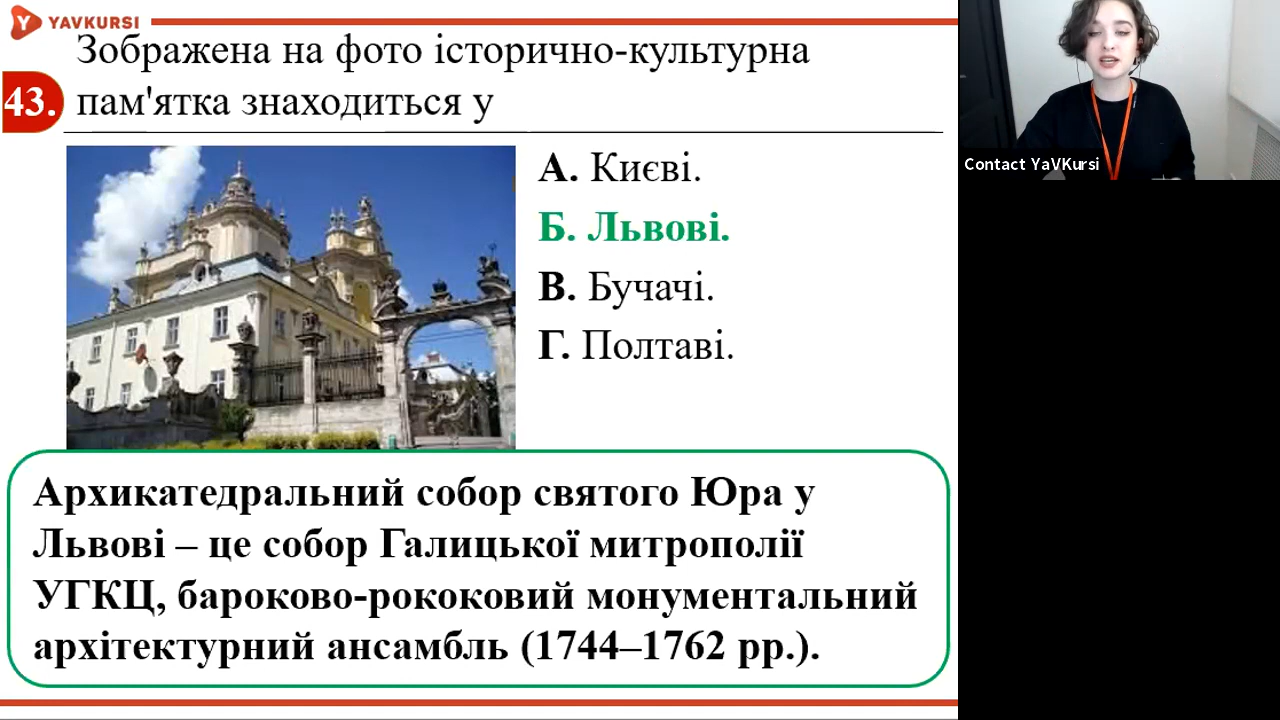 YAVKURSI
Зображена на фото історично-культурна
43. пам'ятка знаходиться у
А. Києві.
Б. Львові.
В. Бучачі.
Г. Полтаві.
Архикатедральний собор святого Юра у
Львові – це собор Галицької митрополії
УГКЦ, бароково-рококовий монументальний
архітектурний ансамбль (1744–1762 рр.).
Contact YaVKursi